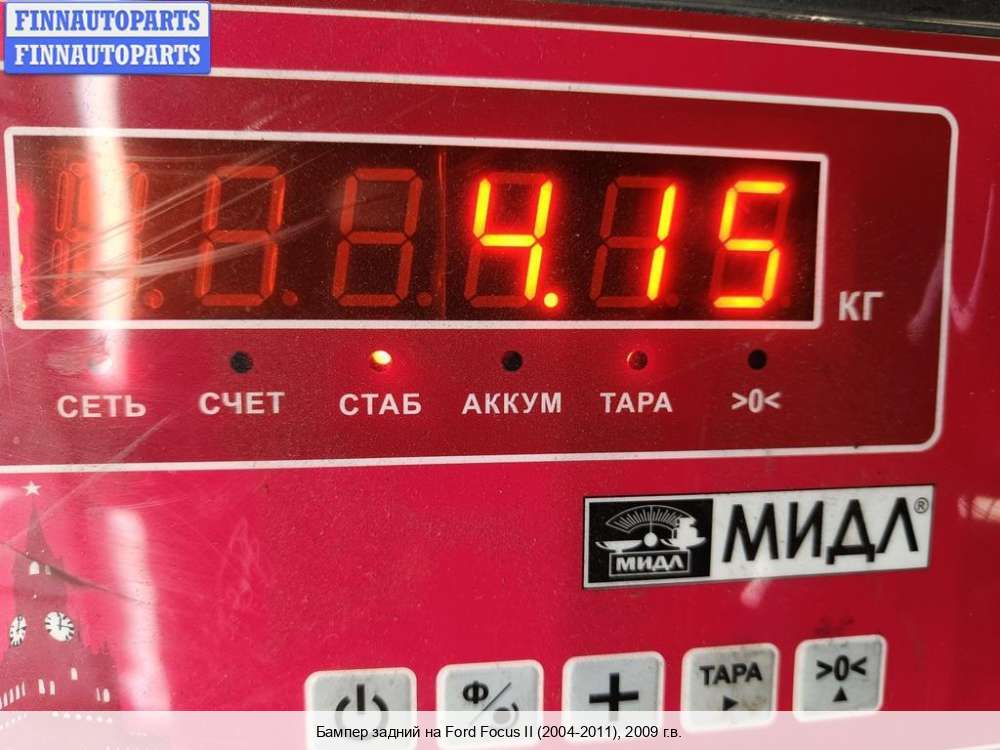 FINNAUTOPARTS
FINNAUTOPARTS
4.15
КГ
СЕТЬ СЧЕТ СТАБ АККУМ ТАРА >0<
МИДЛ МИДЛ®
Ф/ + ТАРА >0<
Бампер задний на Ford Focus II (2004-2011), 2009 г.в.